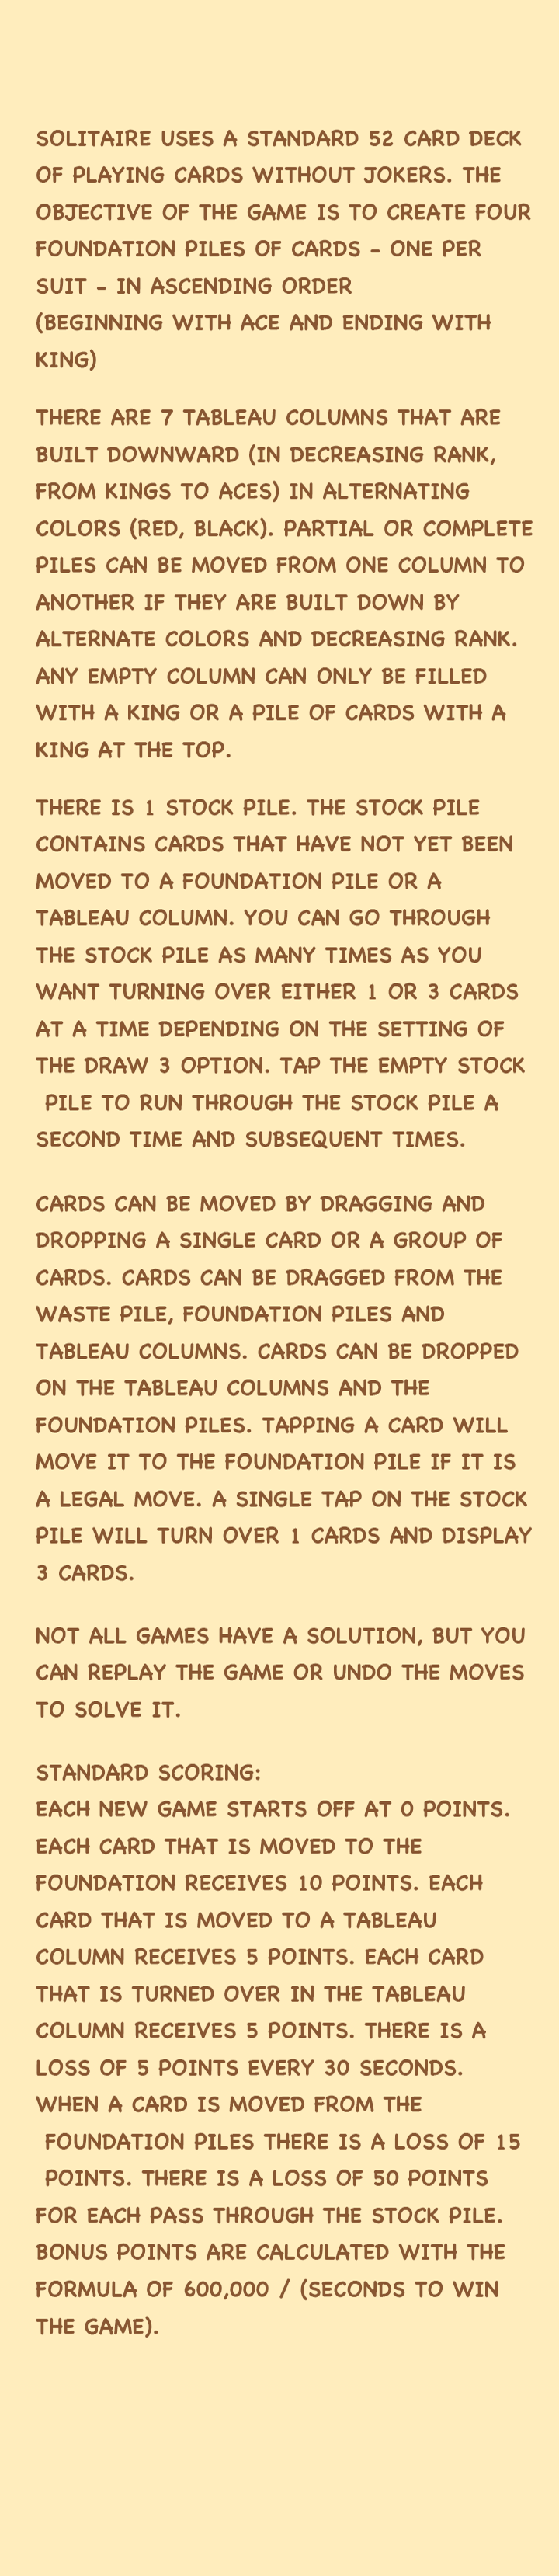 SOLITAIRE USES A STANDARD 52 CARD DECK
OF PLAYING CARDS WITHOUT JOKERS. THE
OBJECTIVE OF THE GAME IS TO CREATE FOUR
FOUNDATION PILES OF CARDS - ONE PER
SUIT - IN ASCENDING ORDER
(BEGINNING WITH ACE AND ENDING WITH
KING)
THERE ARE 7 TABLEAU COLUMNS THAT ARE
BUILT DOWNWARD (IN DECREASING RANK,
FROM KINGS TO ACES) IN ALTERNATING
COLORS (RED, BLACK). PARTIAL OR COMPLETE
PILES CAN BE MOVED FROM ONE COLUMN TO
ANOTHER IF THEY ARE BUILT DOWN BY
ALTERNATE COLORS AND DECREASING RANK.
ANY EMPTY COLUMN CAN ONLY BE FILLED
WITH A KING OR A PILE OF CARDS WITH A
KING AT THE TOP.
THERE IS 1 STOCK PILE. THE STOCK PILE
CONTAINS CARDS THAT HAVE NOT YET BEEN
MOVED TO A FOUNDATION PILE OR A
TABLEAU COLUMN. YOU CAN GO THROUGH
THE STOCK PILE AS MANY TIMES AS YOU
WANT TURNING OVER EITHER 1 OR 3 CARDS
AT A TIME DEPENDING ON THE SETTING OF
THE DRAW 3 OPTION. TAP THE EMPTY STOCK
PILE TO RUN THROUGH THE STOCK PILE A
SECOND TIME AND SUBSEQUENT TIMES.
CARDS CAN BE MOVED BY DRAGGING AND
DROPPING A SINGLE CARD OR A GROUP OF
CARDS. CARDS CAN BE DRAGGED FROM THE
WASTE PILE, FOUNDATION PILES AND
TABLEAU COLUMNS. CARDS CAN BE DROPPED
ON THE TABLEAU COLUMNS AND THE
FOUNDATION PILES. TAPPING A CARD WILL
MOVE IT TO THE FOUNDATION PILE IF IT IS
A LEGAL MOVE. A SINGLE TAP ON THE STOCK
PILE WILL TURN OVER 1 CARDS AND DISPLAY
3 CARDS.
NOT ALL GAMES HAVE A SOLUTION, BUT YOU
CAN REPLAY THE GAME OR UNDO THE MOVES
TO SOLVE IT.
STANDARD SCORING:
EACH NEW GAME STARTS OFF AT 0 POINTS.
EACH CARD THAT IS MOVED TO THE
FOUNDATION RECEIVES 10 POINTS. EACH
CARD THAT IS MOVED TO A TABLEAU
COLUMN RECEIVES 5 POINTS. EACH CARD
THAT IS TURNED OVER IN THE TABLEAU
COLUMN RECEIVES 5 POINTS. THERE IS A
LOSS OF 5 POINTS EVERY 30 SECONDS.
WHEN A CARD IS MOVED FROM THE
FOUNDATION PILES THERE IS A LOSS OF 15
POINTS. THERE IS A LOSS OF 50 POINTS
FOR EACH PASS THROUGH THE STOCK PILE.
BONUS POINTS ARE CALCULATED WITH THE
FORMULA OF 600,000 / (SECONDS TO WIN
THE GAME).